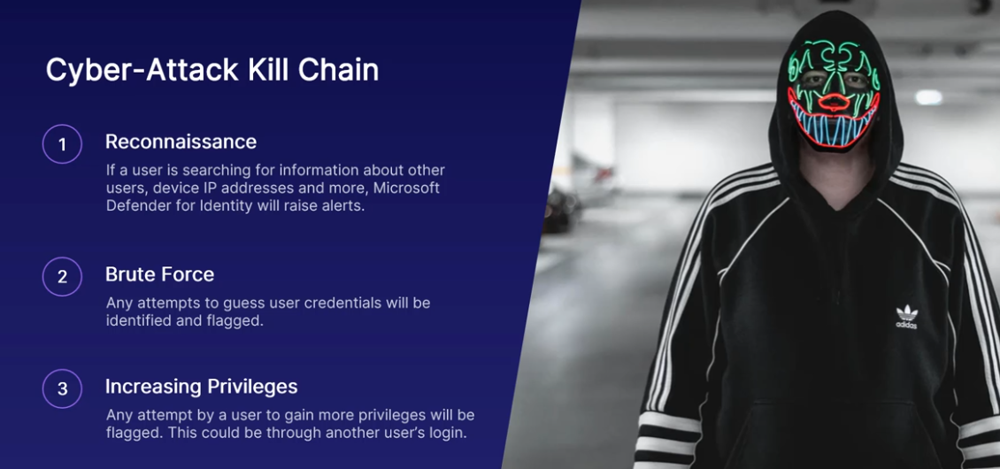 Cyber-Attack Kill Chain
1
Reconnaissance
If a user is searching for information about other
users, device IP addresses and more, Microsoft
Defender for Identity will raise alerts.
2
Brute Force
Any attempts to guess user credentials will be
identified and flagged.
3
Increasing Privileges
Any attempt by a user to gain more privileges will be
flagged. This could be through another user’s login.
adidas